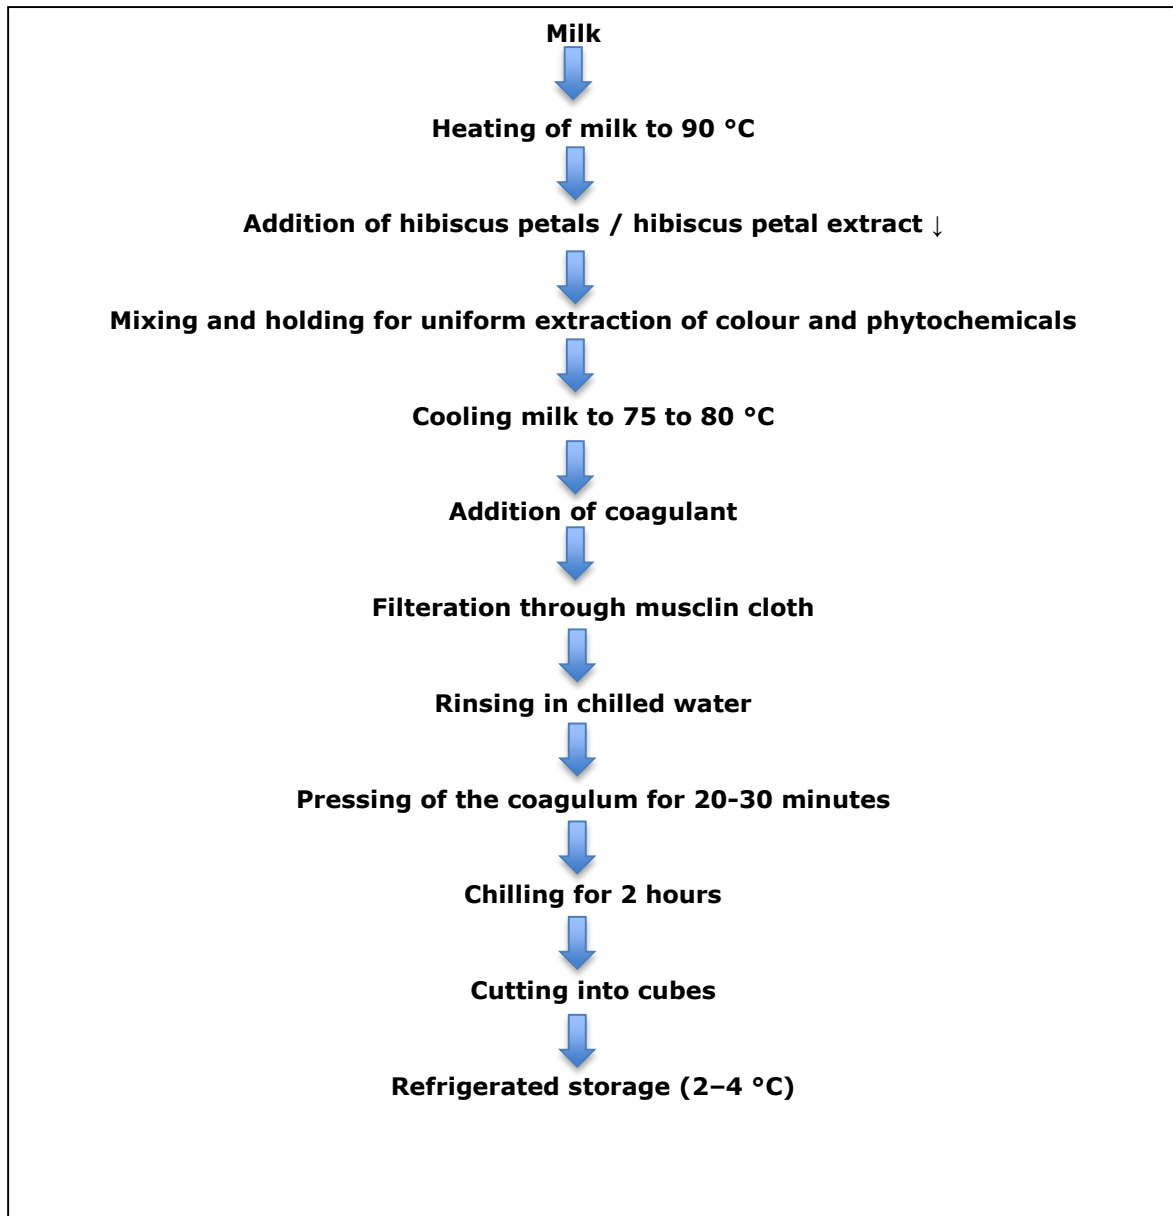 Milk
Heating of milk to 90 °C
Addition of hibiscus petals / hibiscus petal extract ↓
Mixing and holding for uniform extraction of colour and phytochemicals
Cooling milk to 75 to 80 °C
Addition of coagulant
Filteration through musclin cloth
Rinsing in chilled water
Pressing of the coagulum for 20-30 minutes
Chilling for 2 hours
Cutting into cubes
Refrigerated storage (2–4 °C)